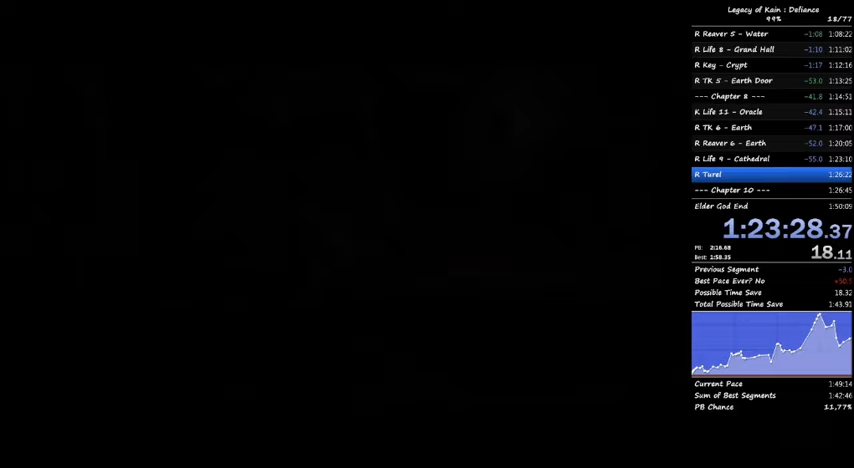 Legacy of Kain : Defiance
99% 18/77
R Reaver 5 - Water -1:08 1:08:22
R Life 8 - Grand Hall -1:10 1:11:02
R Key - Crypt -1:17 1:12:16
R TK 5 - Earth Door -53.0 1:13:25
--- Chapter 8 --- -41.8 1:14:51
K Life 11 - Oracle -42.4 1:15:11
R TK 6 - Earth -47.1 1:17:00
R Reaver 6 - Earth -52.0 1:20:05
R Life 9 - Cathedral -55.0 1:23:10
R Turel 1:26:22
--- Chapter 10 --- 1:26:45
Elder God End 1:50:09
1:23:28.37
PB: 2:16.68
Best: 1:58.35
18.11
Previous Segment -3.0
Best Pace Ever? No +50.5
Possible Time Save 18.32
Total Possible Time Save 1:43.91
Current Pace 1:49:14
Sum of Best Segments 1:42:46
PB Chance 11,77%